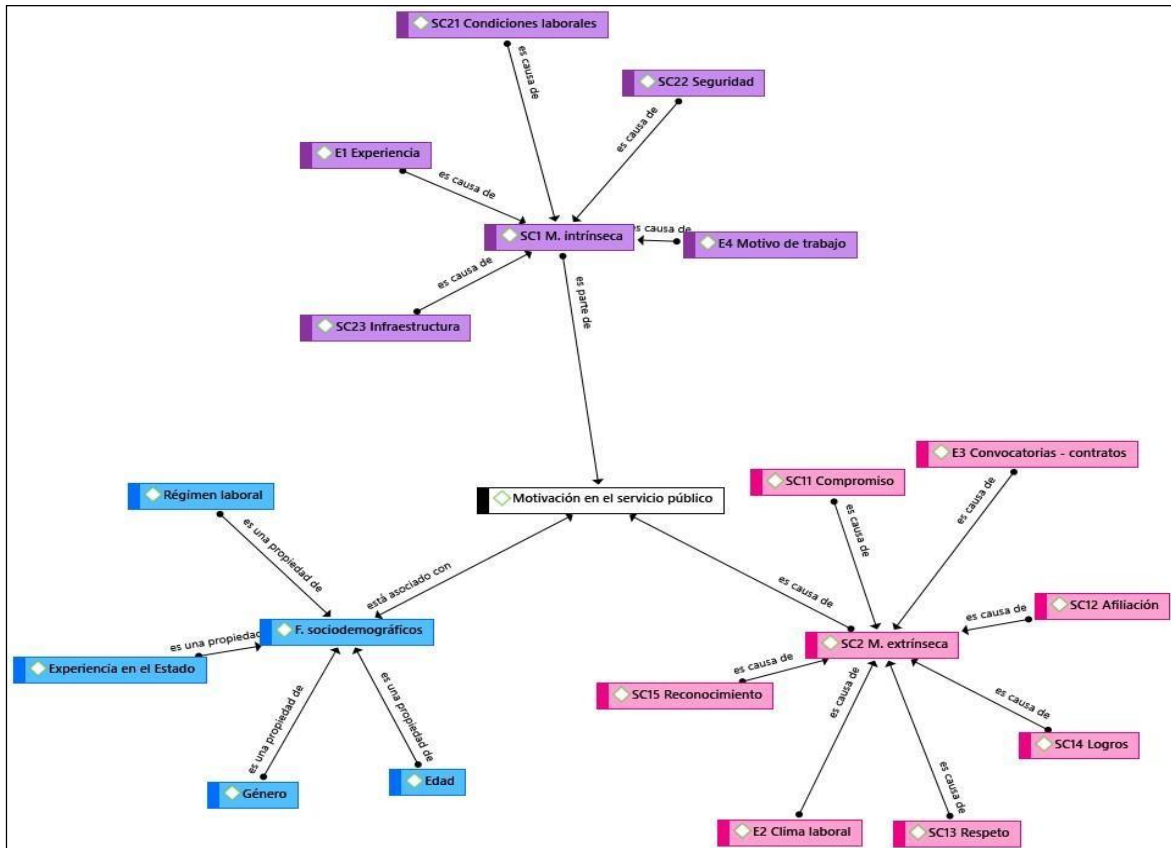 SC21 Condiciones laborales
es causa de
SC22 Seguridad
es causa de
E1 Experiencia
es causa de
SC1 M. intrínseca
es causa de
E4 Motivo de trabajo
es causa de
SC23 Infraestructura
es parte de
E3 Convocatorias - contratos
es causa de
SC11 Compromiso
es causa de
Régimen laboral
es una propiedad de
Motivación en el servicio público
está asociado con
es causa de
SC12 Afiliación
es causa de
F. sociodemográficos
es una propiedad
Experiencia en el Estado
SC2 M. extrínseca
es causa de
SC15 Reconocimiento
es causa de
es causa de
SC14 Logros
es una propiedad de
es una propiedad de
Género
Edad
es causa de
E2 Clima laboral
SC13 Respeto